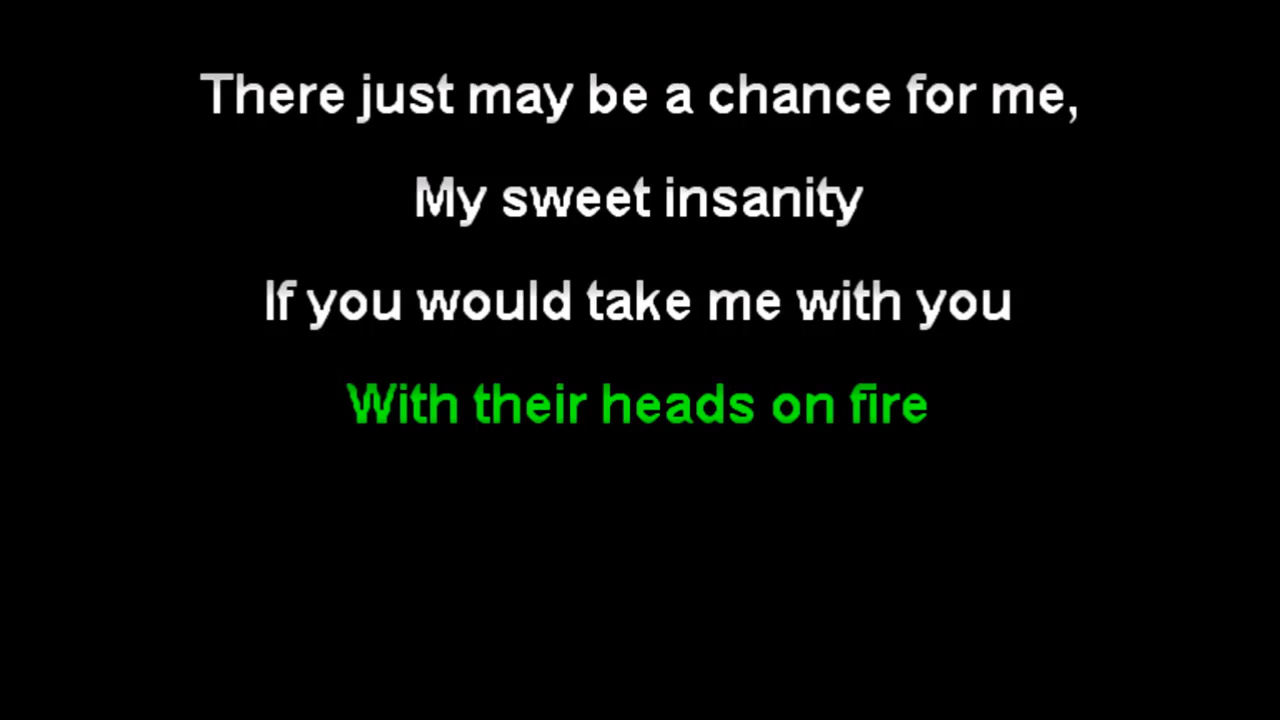 There just may be a chance for me,
My sweet insanity
If you would take me with you
With their heads on fire